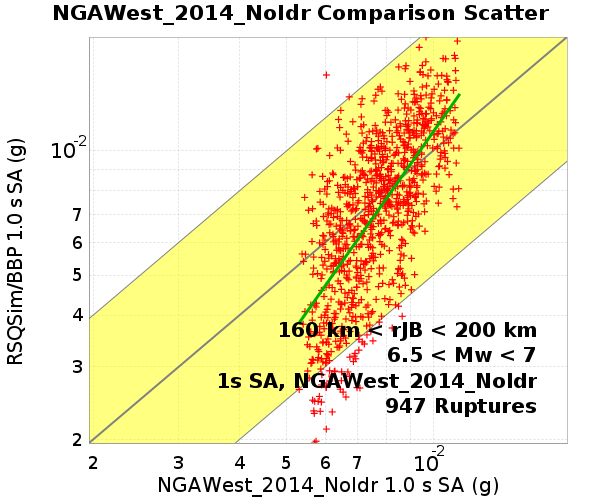 NGAWest_2014_NoIdr Comparison Scatter
RSQSim/BBP 1.0 s SA (g)
10-2
7
6
5
4
3
2
160 km < rJB < 200 km
6.5 < Mw < 7
1s SA, NGAWest_2014_NoIdr
947 Ruptures
2 3 4 5 6 7 10-2
NGAWest_2014_NoIdr 1.0 s SA (g)